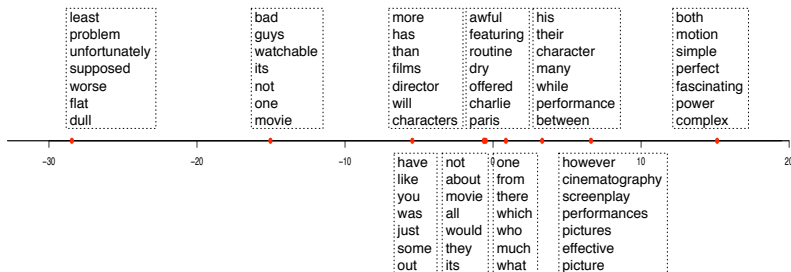 least
problem
unfortunately
supposed
worse
flat
dull
bad
guys
watchable
its
not
one
movie
more
has
than
films
director
will
characters
awful
featuring
routine
dry
offered
charlie
paris
his
their
character
many
while
performance
between
both
motion
simple
perfect
fascinating
power
complex
-30
-20
-10
0
10
20
have
like
you
was
just
some
out
not
about
movie
all
would
they
its
one
from
there
which
who
much
what
however
cinematography
screenplay
performances
pictures
effective
picture